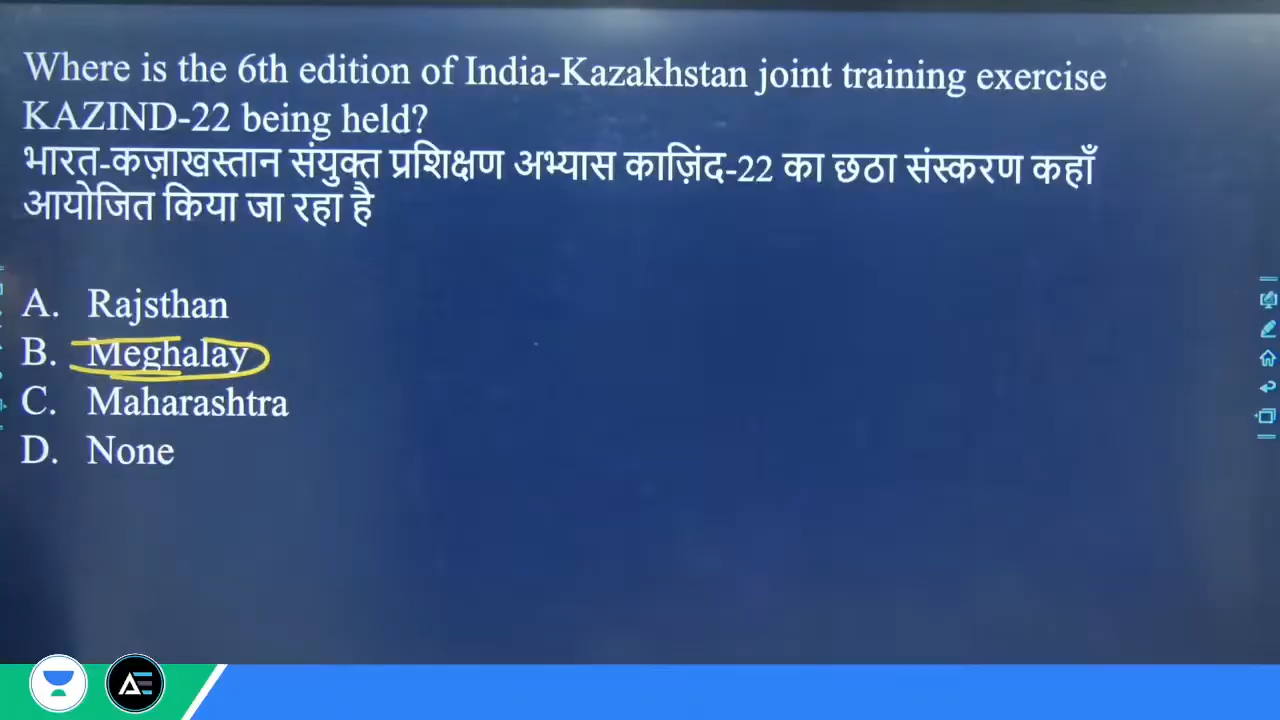 Where is the 6th edition of India-Kazakhstan joint training exercise
KAZIND-22 being held?
भारत-कज़ाखस्तान संयुक्त प्रशिक्षण अभ्यास काज़िंद-22 का छठा संस्करण कहाँ
आयोजित किया जा रहा है
A. Rajsthan
B. Meghalay
C. Maharashtra
D. None
AE